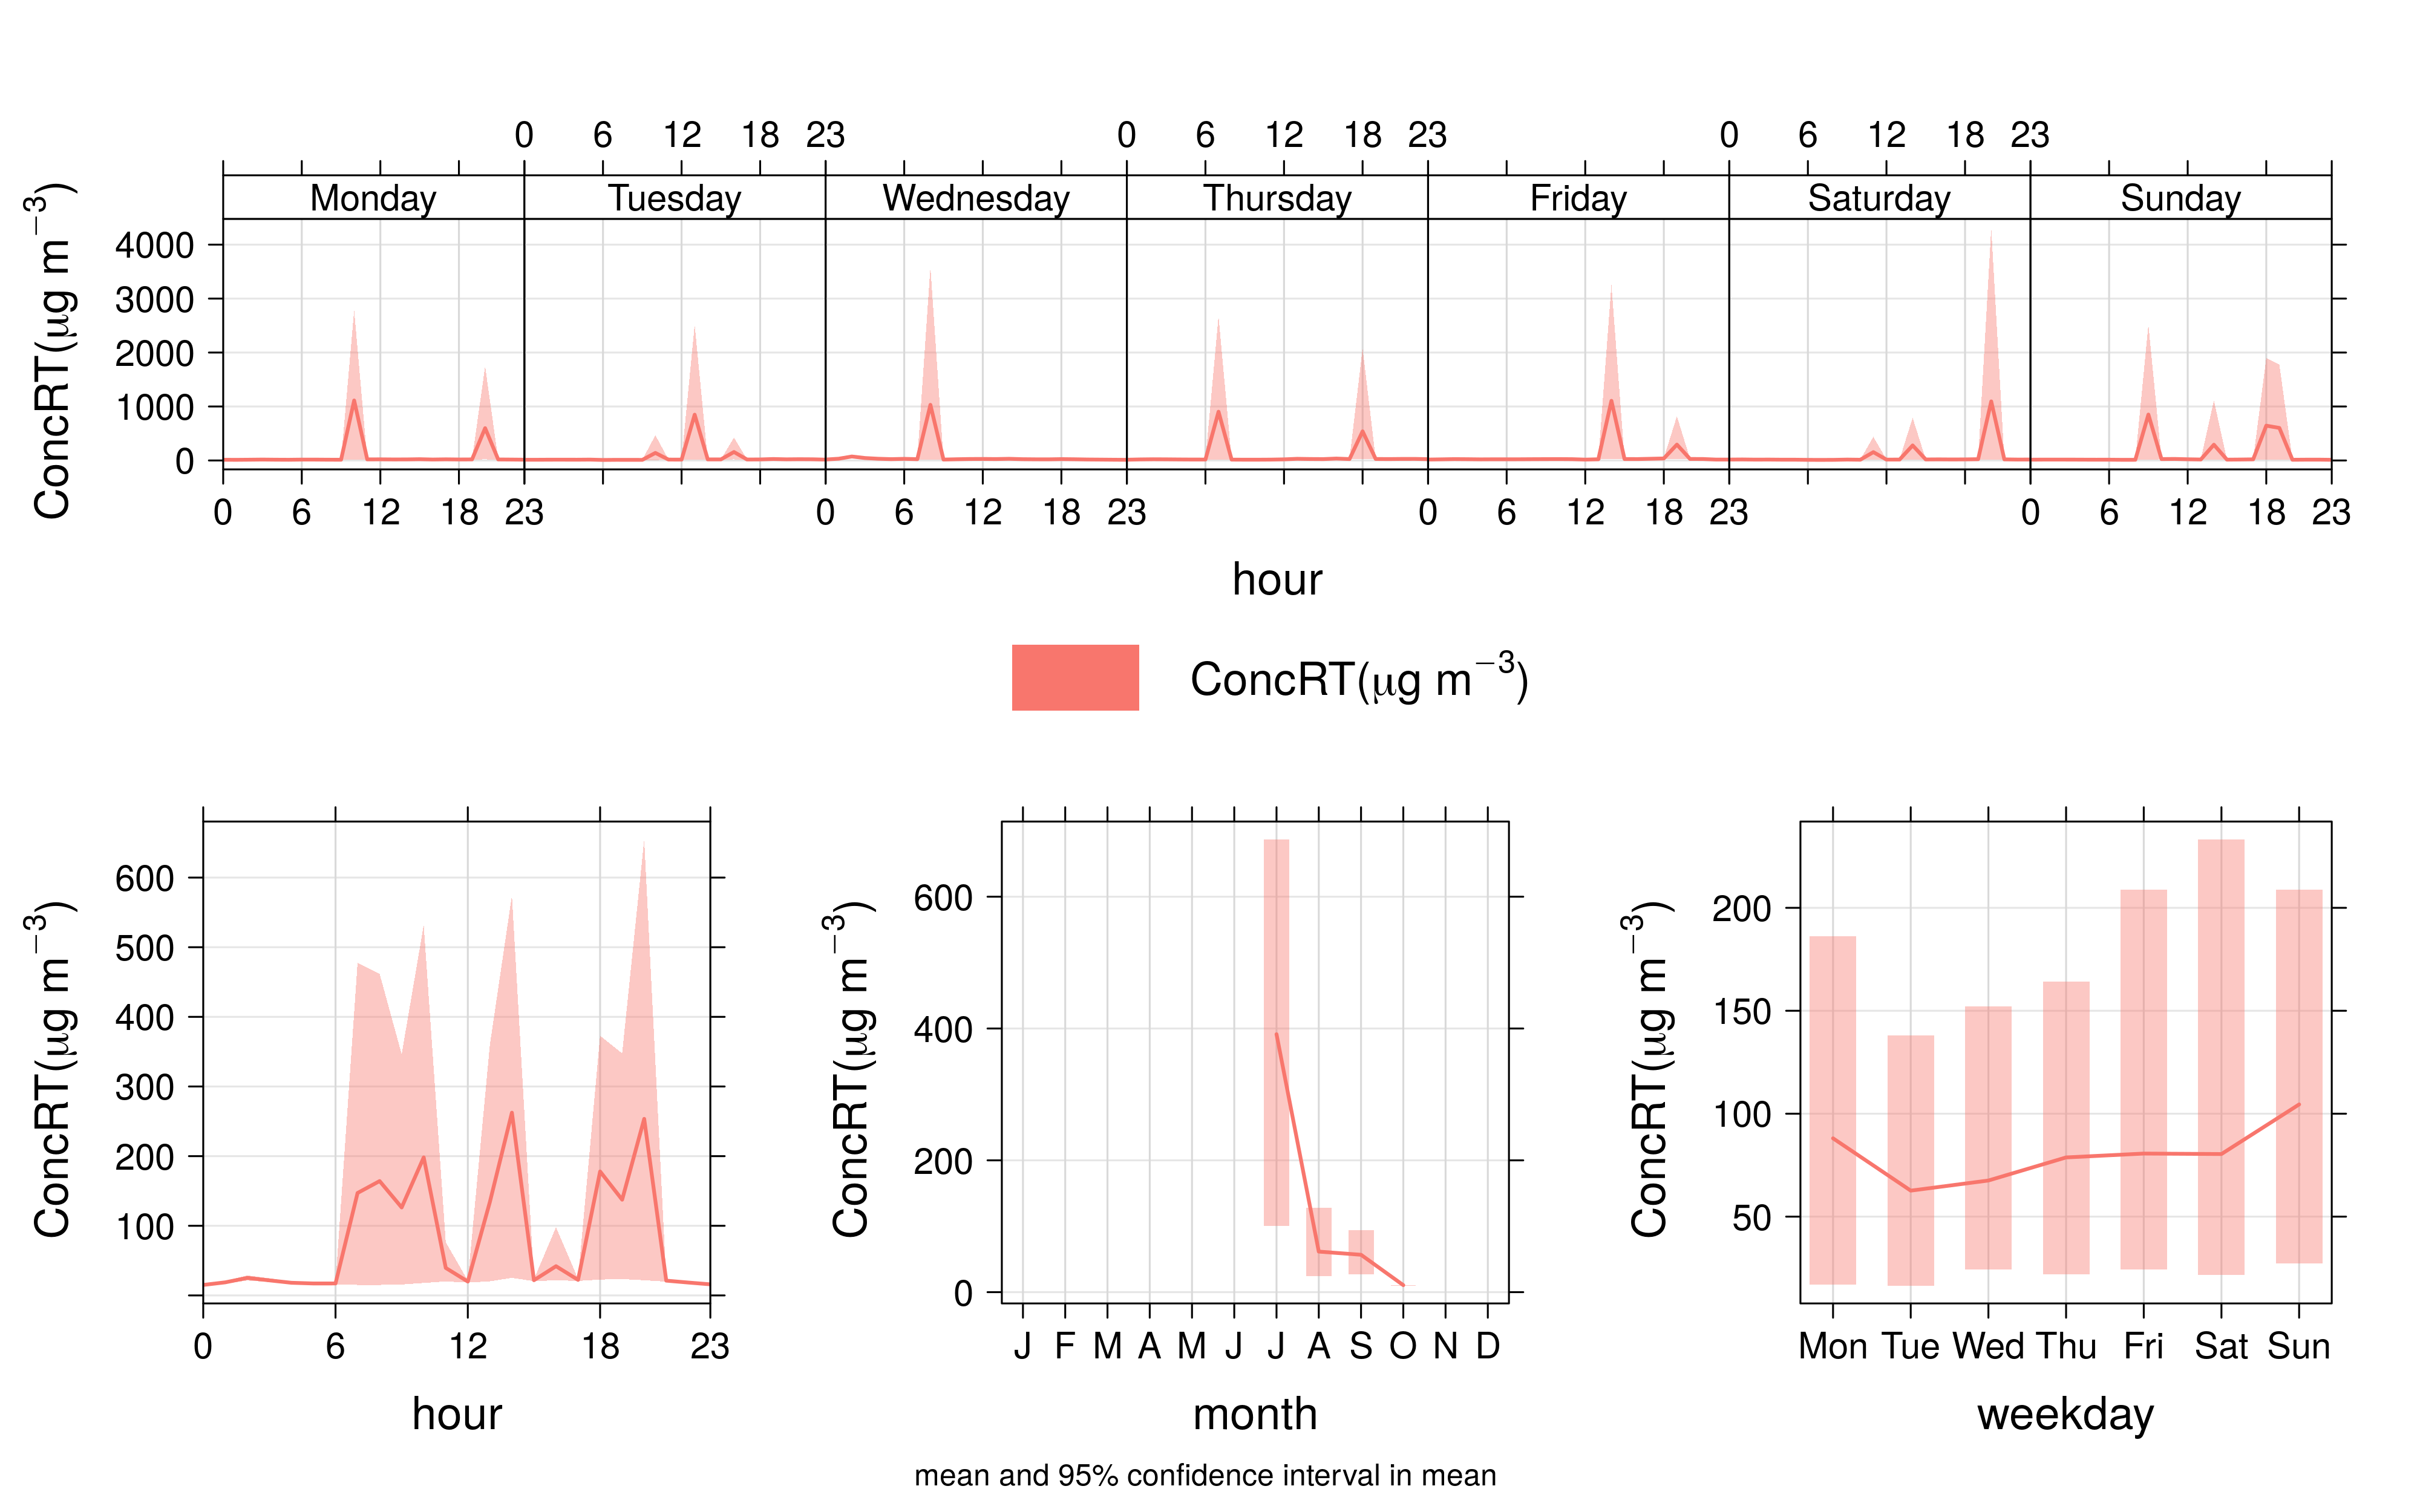 0 6 12 18 23 0 6 12 18 23 0 6 12 18 23
Monday Tuesday Wednesday Thursday Friday Saturday Sunday
ConcRT(μg m⁻³)
4000
3000
2000
1000
0
0 6 12 18 23 0 6 12 18 23 0 6 12 18 23 0 6 12 18 23
hour
ConcRT(μg m⁻³)
ConcRT(μg m⁻³)
600
500
400
300
200
100
0 6 12 18 23
hour
ConcRT(μg m⁻³)
600
400
200
0
J F M A M J J A S O N D
month
ConcRT(μg m⁻³)
200
150
100
50
Mon Tue Wed Thu Fri Sat Sun
weekday
mean and 95% confidence interval in mean